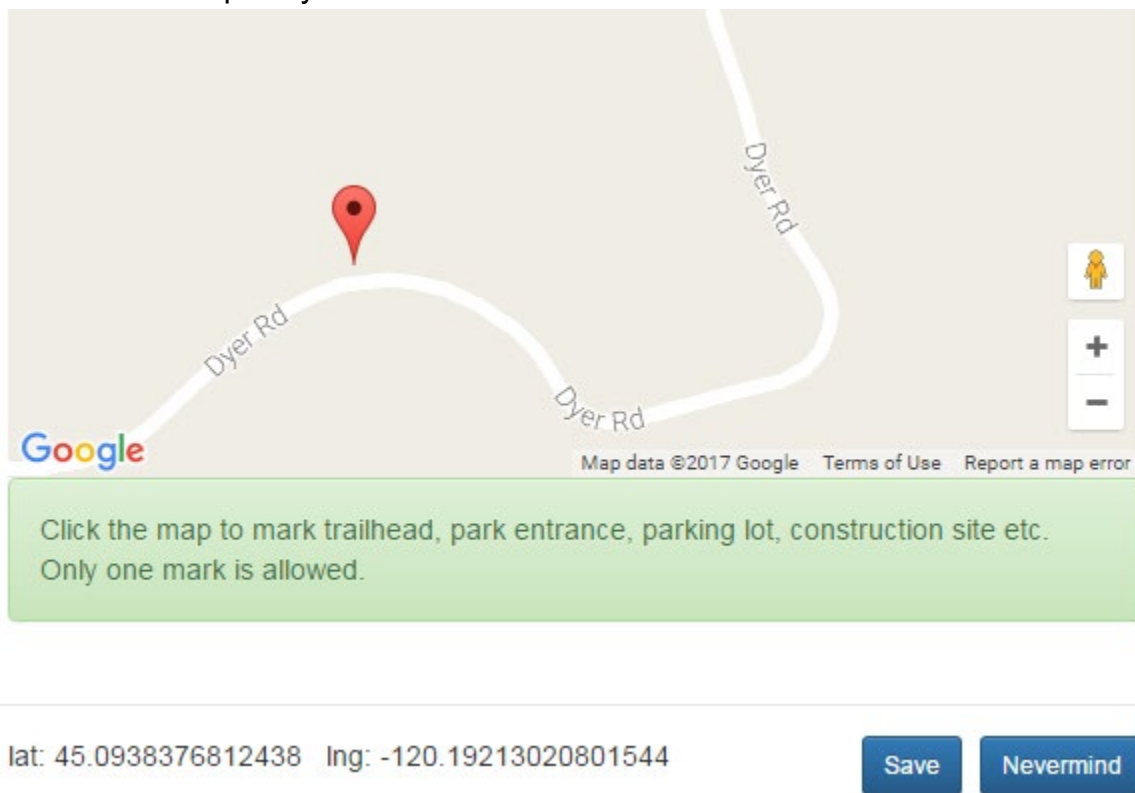 Dyer Rd
Dyer Rd
Dyer Rd
Google
Map data ©2017 Google Terms of Use Report a map error
Click the map to mark trailhead, park entrance, parking lot, construction site etc.
Only one mark is allowed.
lat: 45.0938376812438 lng: -120.19213020801544
Save Nevermind